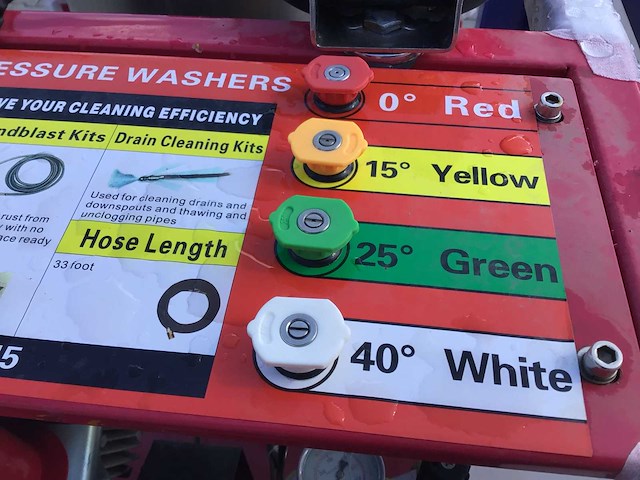 ESSURE WASHERS
VE YOUR CLEANING EFFICIENCY
ndblast Kits
Drain Cleaning Kits
rust from
y with no
ace ready
Used for cleaning drains and
downspouts and thawing and
unclogging pipes
Hose Length
33 foot
5
0° Red
15° Yellow
25° Green
40° White